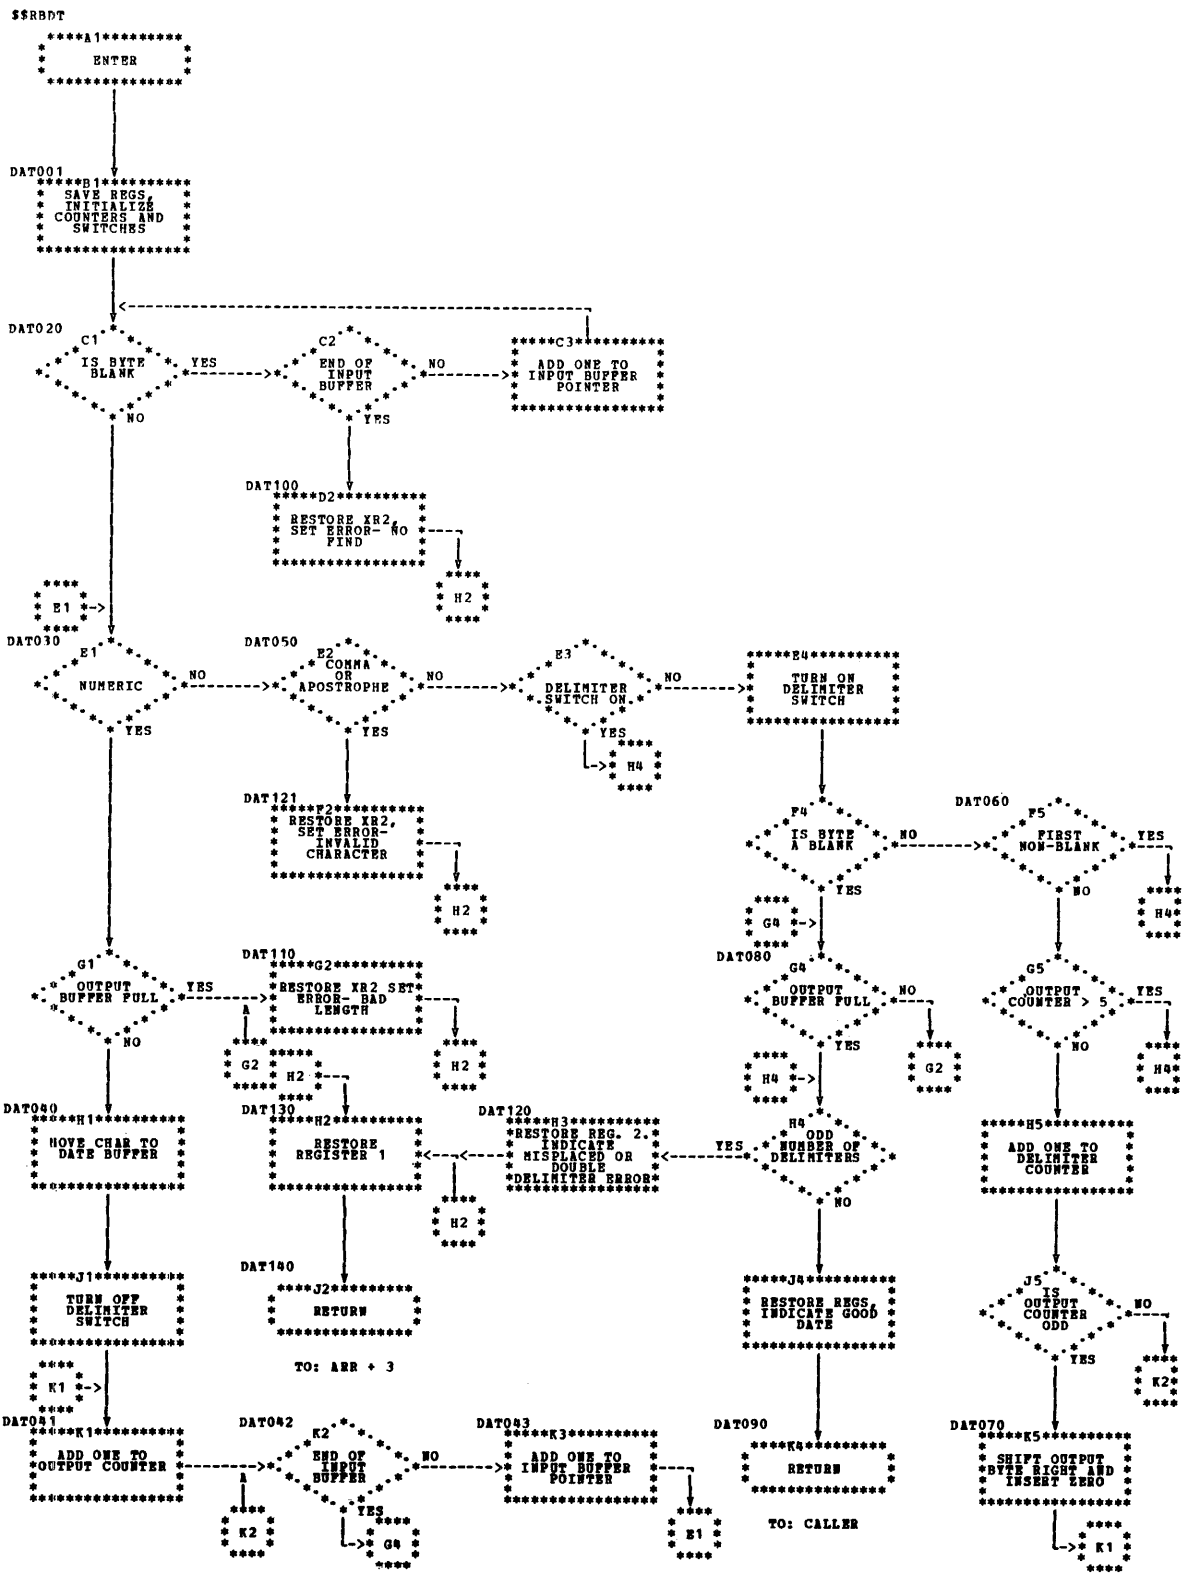 $$RBDT
A1
ENTER
DAT001
B1
SAVE REGS,
INITIALIZE
COUNTERS AND
SWITCHES
DAT020
C1
IS BYTE
BLANK
YES
NO
C2
END OF
INPUT
BUFFER
NO
YES
C3
ADD ONE TO
INPUT BUFFER
POINTER
DAT100
D2
RESTORE XR2,
SET ERROR- NO
FIND
H2
E1
DAT030
E1
NUMERIC
NO
YES
DAT050
E2
COMMA
OR
APOSTROPHE
NO
YES
E3
DELIMITER
SWITCH ON
NO
YES
H4
E4
TURN ON
DELIMITER
SWITCH
DAT121
F2
RESTORE XR2,
SET ERROR-
INVALID
CHARACTER
H2
F4
IS BYTE
A BLANK
NO
YES
DAT060
F5
FIRST
NON-BLANK
YES
NO
H4
G4
G1
OUTPUT
BUFFER FULL
YES
NO
DAT110
G2
RESTORE XR2 SET
ERROR- BAD
LENGTH
G2
H2
DAT080
G4
OUTPUT
BUFFER FULL
NO
YES
G2
G5
OUTPUT
COUNTER > 5
YES
NO
H4
H2
H4
DAT040
H1
MOVE CHAR TO
DATE BUFFER
DAT130
H2
RESTORE
REGISTER 1
DAT120
H3
RESTORE REG. 2.
INDICATE
MISPLACED OR
DOUBLE
DELIMITER ERROR
H2
H4
ODD
NUMBER OF
DELIMITERS
YES
NO
H5
ADD ONE TO
DELIMITER
COUNTER
J1
TURN OFF
DELIMITER
SWITCH
DAT140
J2
RETURN
TO: ARR + 3
J4
RESTORE REGS,
INDICATE GOOD
DATE
J5
IS
OUTPUT
COUNTER
ODD
NO
YES
K2
K1
DAT041
K1
ADD ONE TO
OUTPUT COUNTER
K2
DAT042
K2
END OF
INPUT
BUFFER
NO
YES
G4
DAT043
K3
ADD ONE TO
INPUT BUFFER
POINTER
E1
DAT090
K4
RETURN
TO: CALLER
DAT070
K5
SHIFT OUTPUT
BYTE RIGHT AND
INSERT ZERO
K1